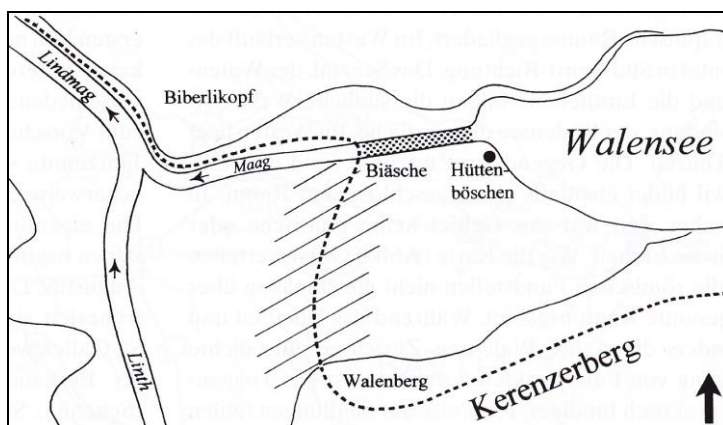 Lindmag
Biberlikopf
Walensee
Maag
Biäsche
Hütten-
böschen
Linth
Walenberg
Kerenzerberg